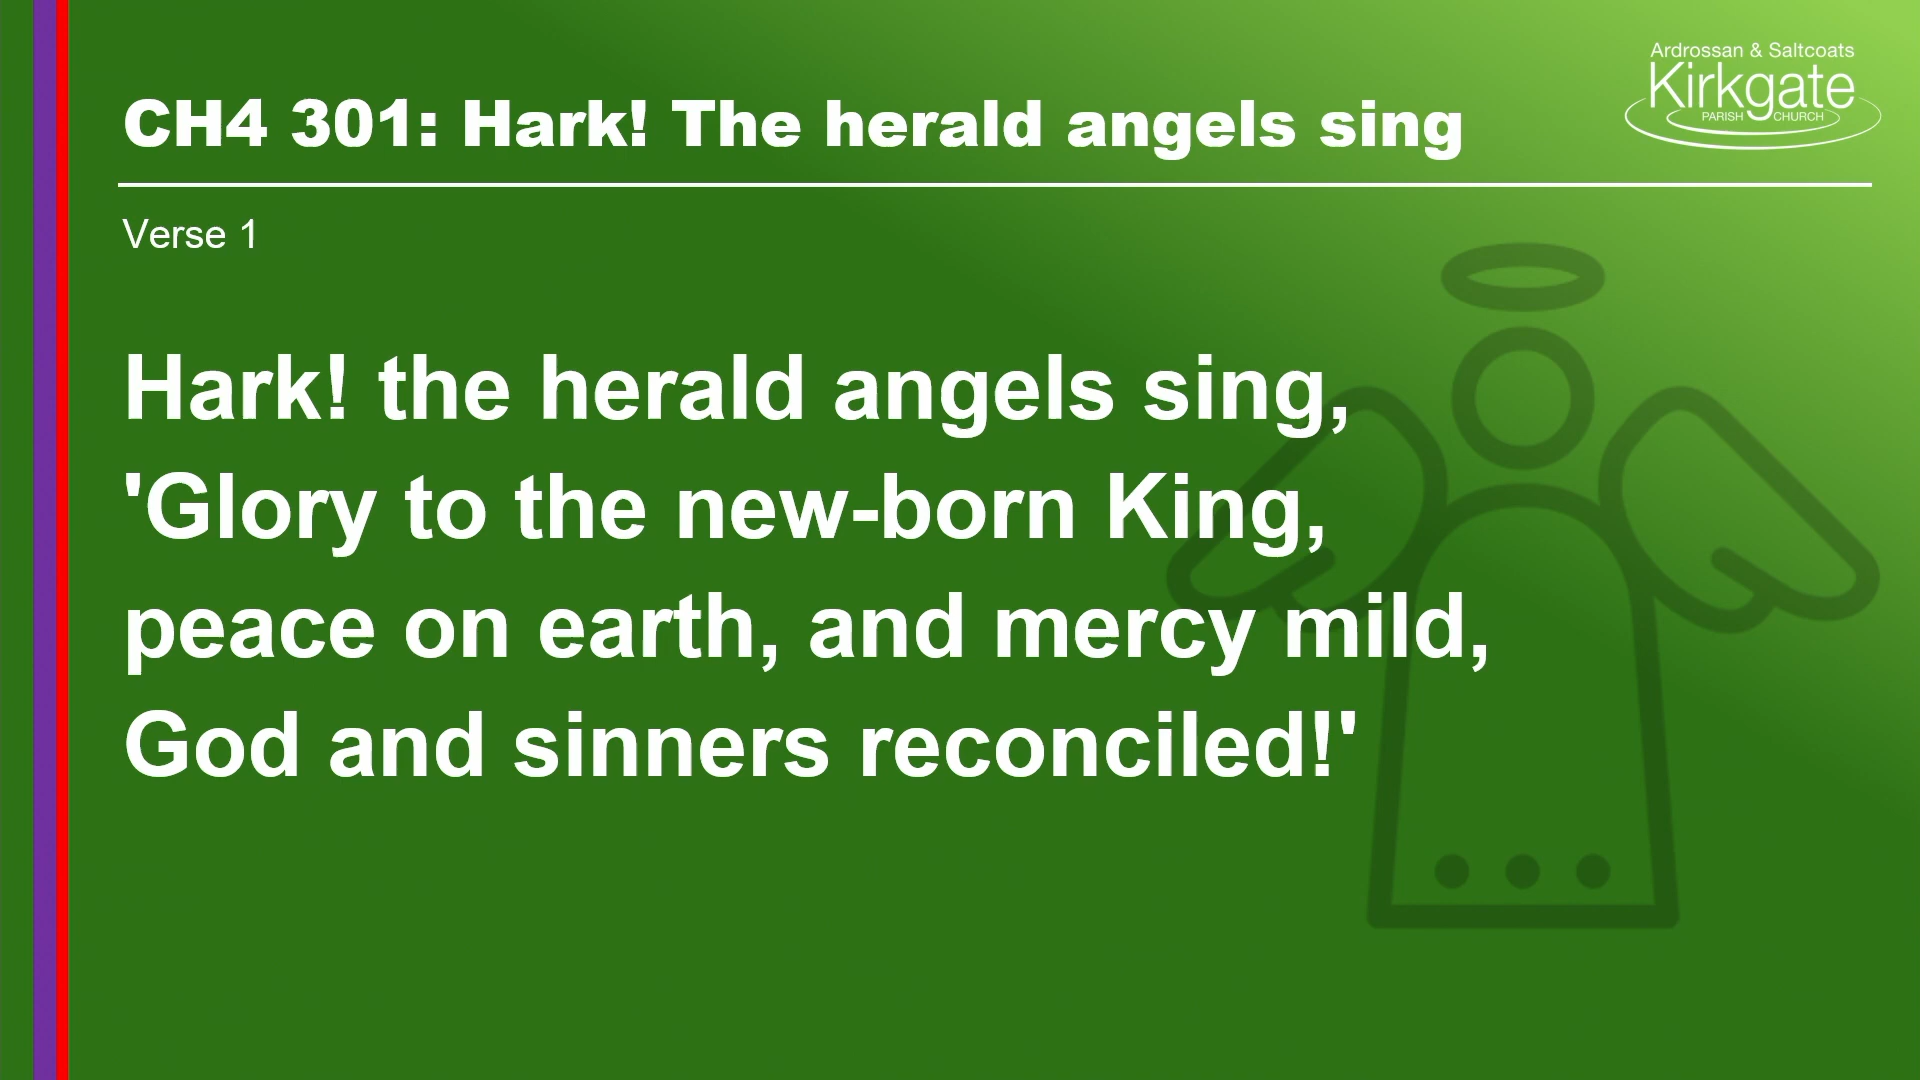 Ardrossan & Saltcoats
Kirkgate
PARISH CHURCH
CH4 301: Hark! The herald angels sing
Verse 1
Hark! the herald angels sing,
'Glory to the new-born King,
peace on earth, and mercy mild,
God and sinners reconciled!'